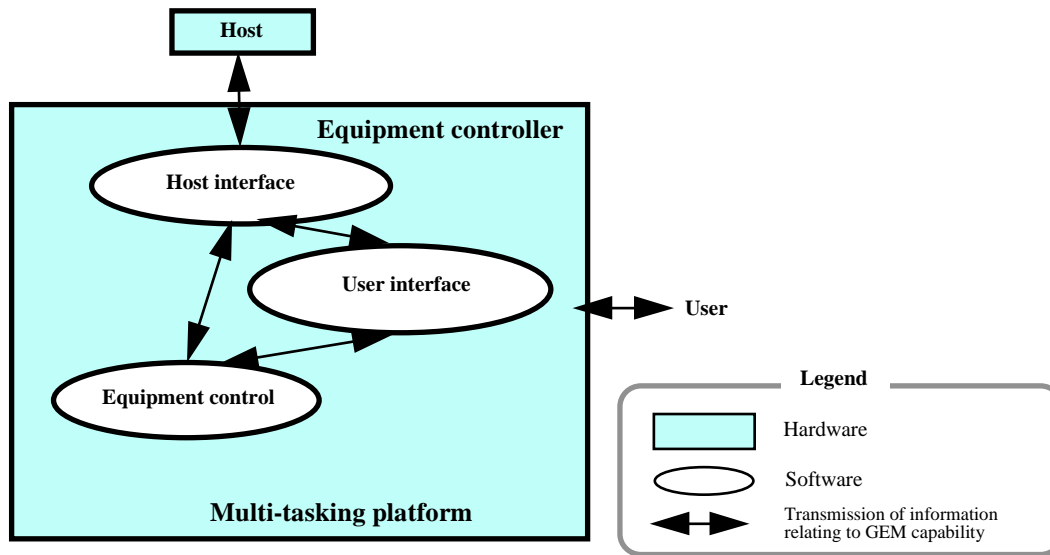 Host
Equipment controller
Host interface
User interface
User
Equipment control
Multi-tasking platform
Legend
Hardware
Software
Transmission of information
relating to GEM capability